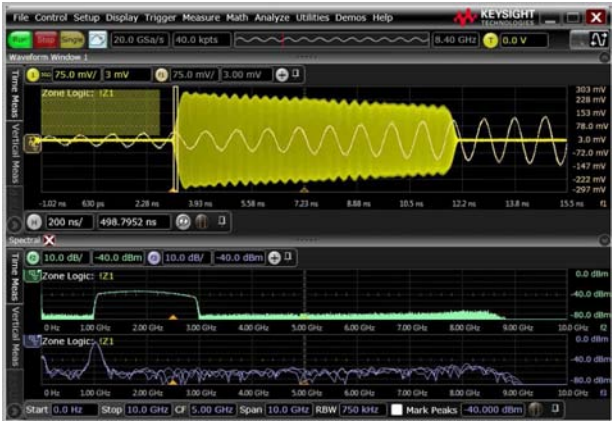 File Control Setup Display Trigger Measure Math Analyze Utilities Demos Help KEYSIGHT TECHNOLOGIES
Run Stop Single 20.0 GSa/s 40.0 kpts 8.40 GHz T 0.0 V
Waveform Window 1
1 75.0 mV/ 3 mV f1 75.0 mV/ 3.00 mV
Time Meas
Vertical Meas
Zone Logic: !Z1
303 mV
228 mV
153 mV
78.0 mV
3.0 mV
-72.0 mV
-147 mV
-222 mV
-297 mV
-1.02 ns 630 ps 2.28 ns 3.93 ns 5.58 ns 7.23 ns 8.88 ns 10.5 ns 12.2 ns 13.8 ns 15.5 ns f1
H 200 ns/ 498.7952 ns
Spectral
10.0 dB/ -40.0 dBm 10.0 dB/ -40.0 dBm
Time Meas
Vertical Meas
Zone Logic: !Z1
0.0 dBm
-40.0 dBm
-80.0 dBm
0 Hz 1.00 GHz 2.00 GHz 3.00 GHz 4.00 GHz 5.00 GHz 6.00 GHz 7.00 GHz 8.00 GHz 9.00 GHz 10.0 GHz f2
Zone Logic: !Z1
0.0 dBm
-40.0 dBm
-80.0 dBm
0 Hz 1.00 GHz 2.00 GHz 3.00 GHz 4.00 GHz 5.00 GHz 6.00 GHz 7.00 GHz 8.00 GHz 9.00 GHz 10.0 GHz
Start 0.0 Hz Stop 10.0 GHz CF 5.00 GHz Span 10.0 GHz RBW 750 kHz Mark Peaks -40.000 dBm